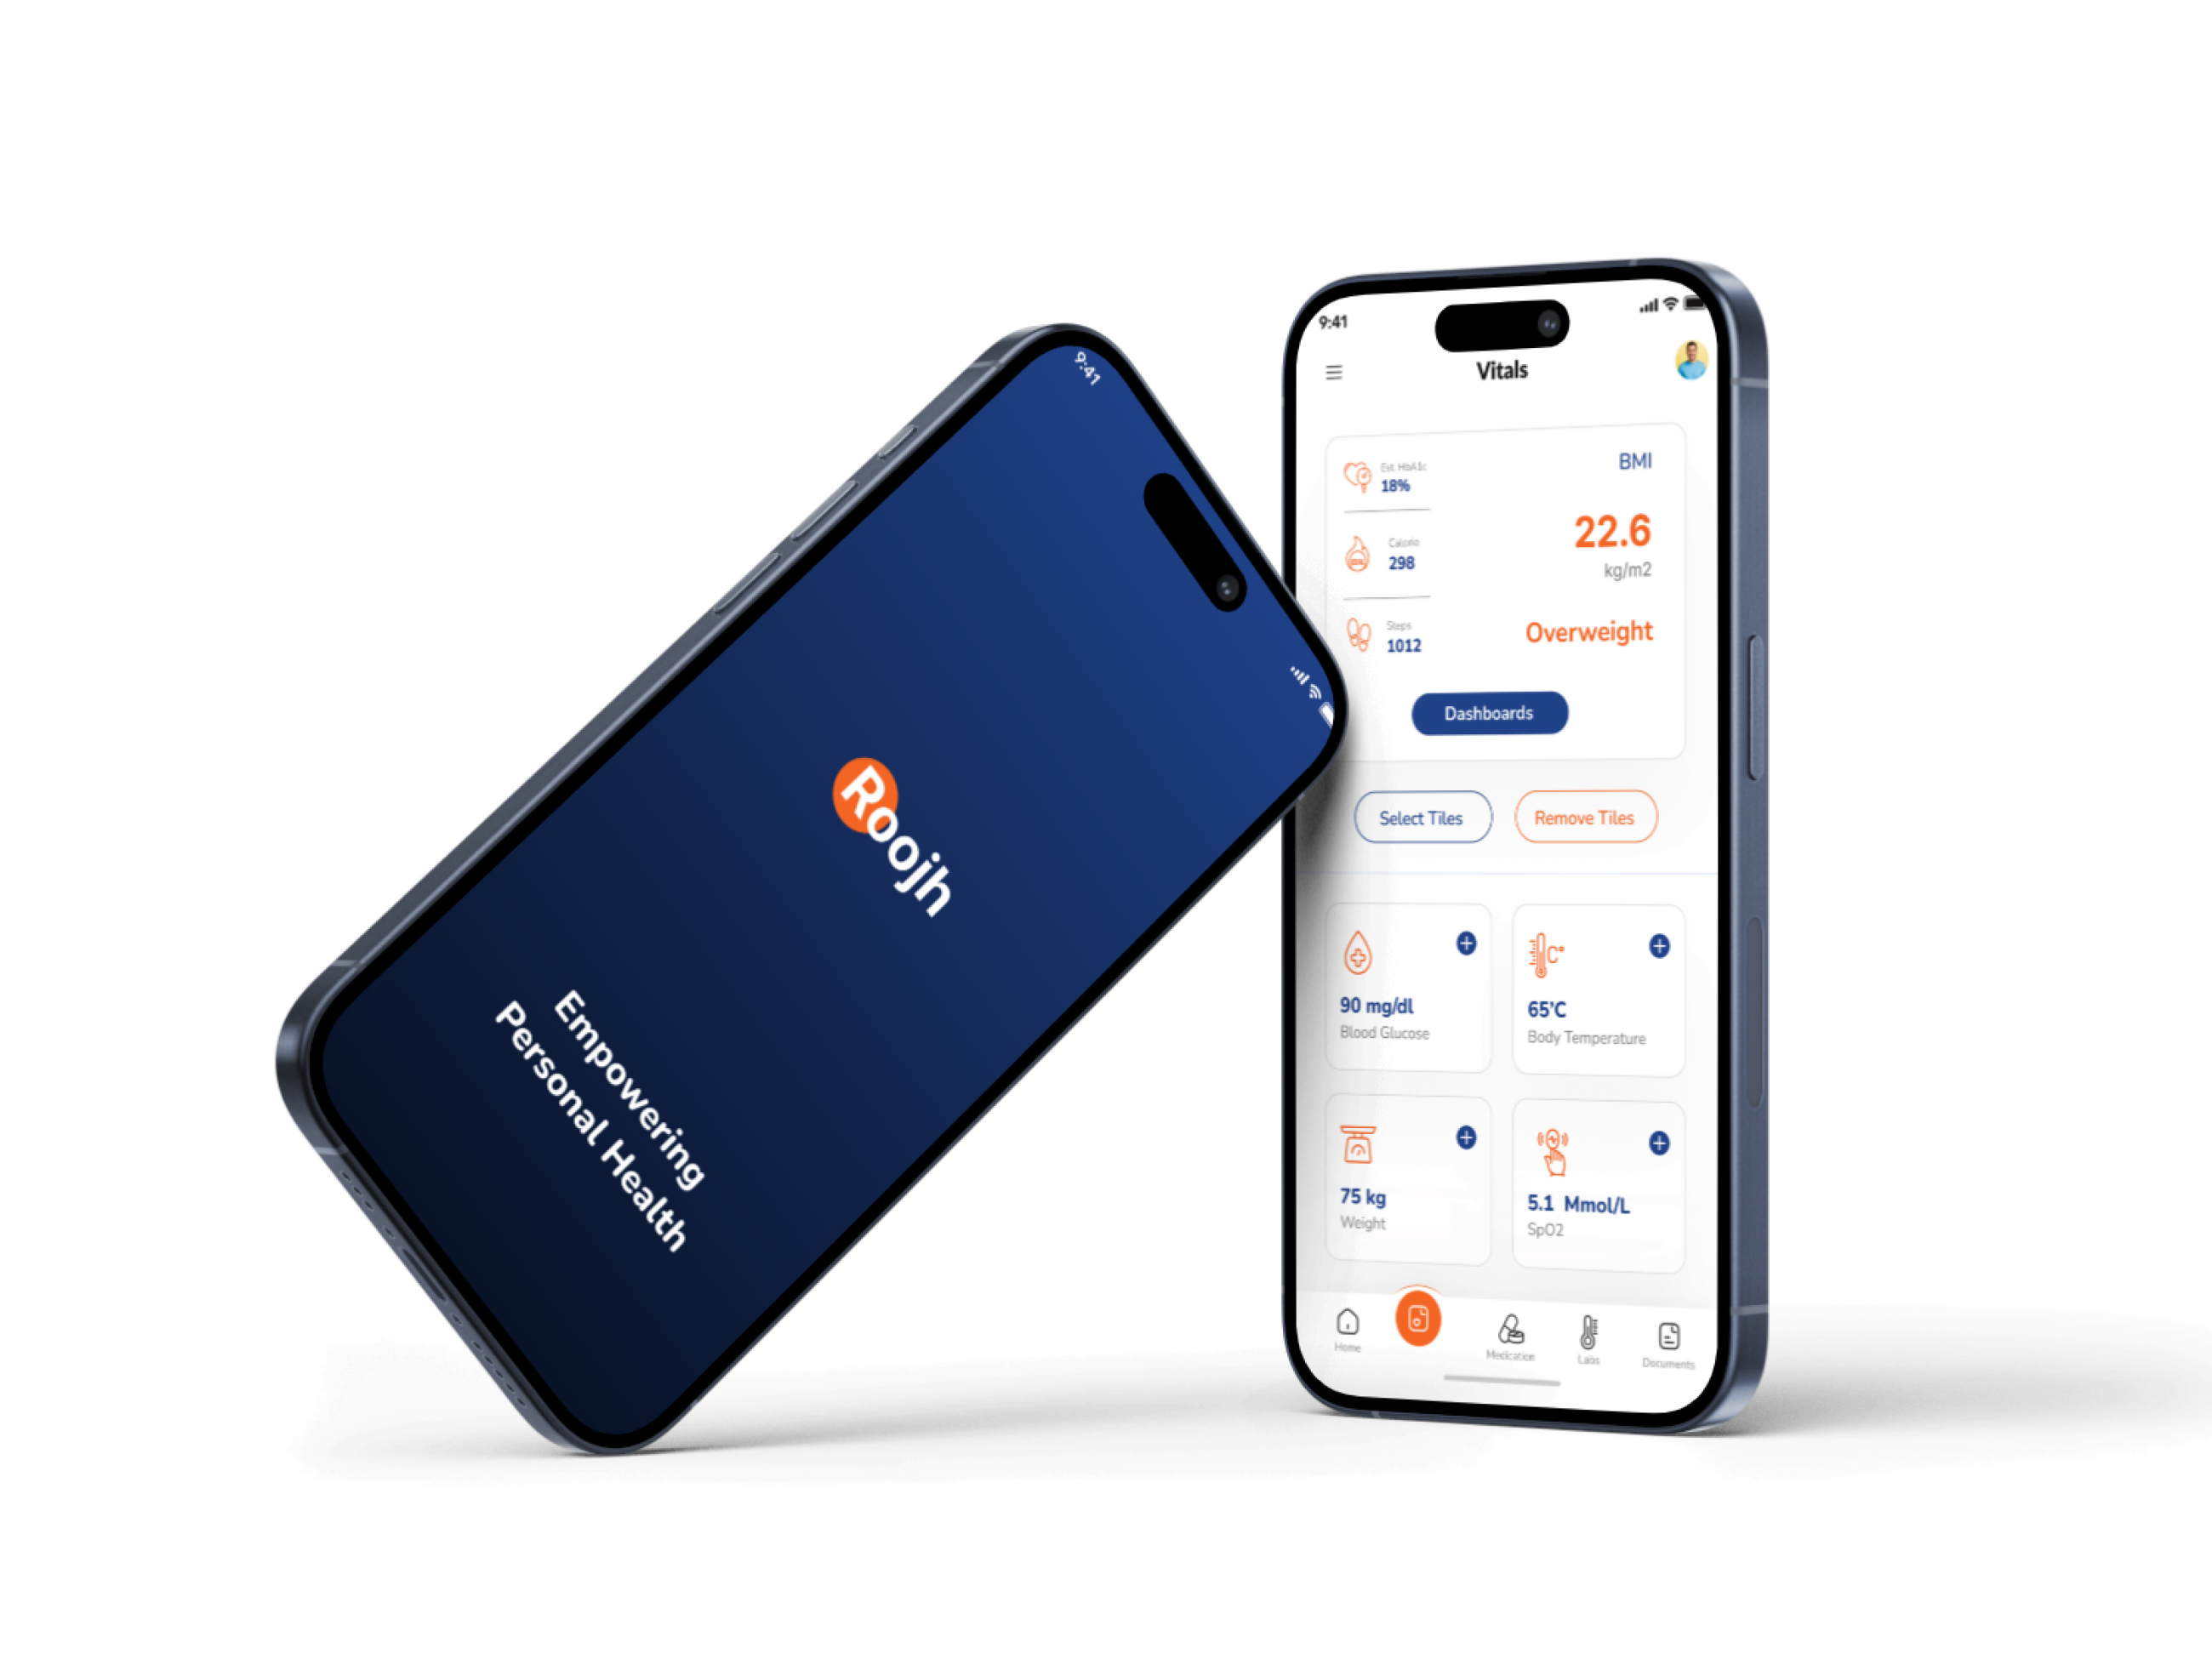 9:41
Roojh
Empowering
Personal Health
9:41
Vitals
Est. HbA1c
18%
BMI
Calorie
298
22.6
kg/m2
Steps
1012
Overweight
Dashboards
Select Tiles
Remove Tiles
C°
90 mg/dl
Blood Glucose
65'C
Body Temperature
75 kg
Weight
5.1 Mmol/L
SpO2
Home
Medication
Labs
Documents